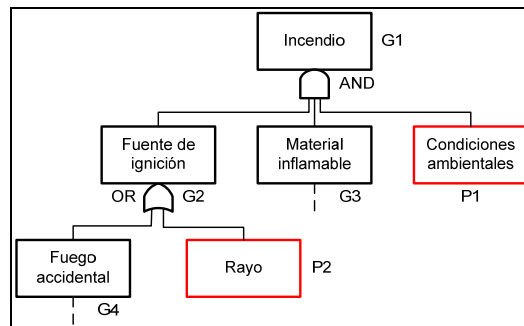 Incendio G1
AND
Fuente de
ignición
Material
inflamable
Condiciones
ambientales
OR G2 G3 P1
Fuego
accidental
Rayo P2
G4